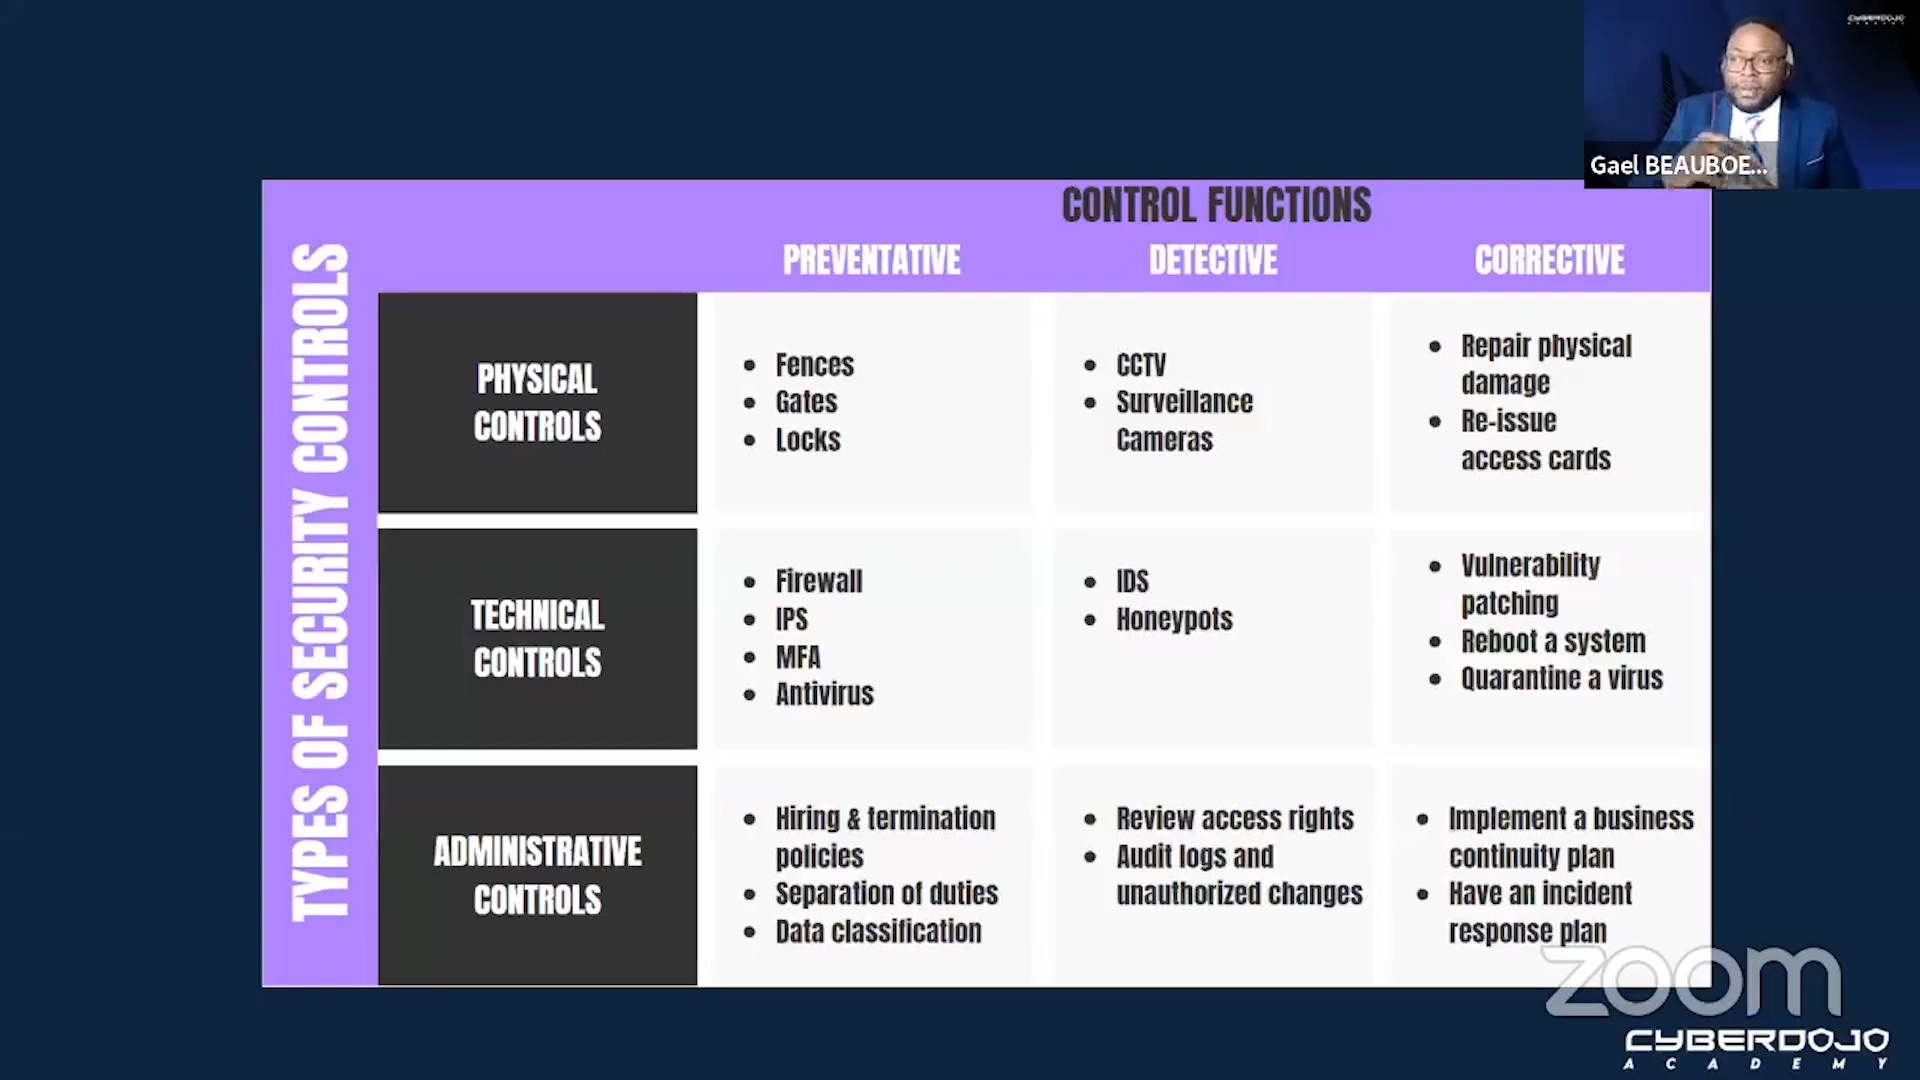 CYBERDOJO
Gael BEAUBOE...
CONTROL FUNCTIONS
PREVENTATIVE
DETECTIVE
CORRECTIVE
TYPES OF SECURITY CONTROLS
PHYSICAL
CONTROLS
• Fences
• Gates
• Locks
• CCTV
• Surveillance
Cameras
• Repair physical
damage
• Re-issue
access cards
TECHNICAL
CONTROLS
• Firewall
• IPS
• MFA
• Antivirus
• IDS
• Honeypots
• Vulnerability
patching
• Reboot a system
• Quarantine a virus
ADMINISTRATIVE
CONTROLS
• Hiring & termination
policies
• Separation of duties
• Data classification
• Review access rights
• Audit logs and
unauthorized changes
• Implement a business
continuity plan
• Have an incident
response plan
zoom
CYBERDOJO
ACADEMY